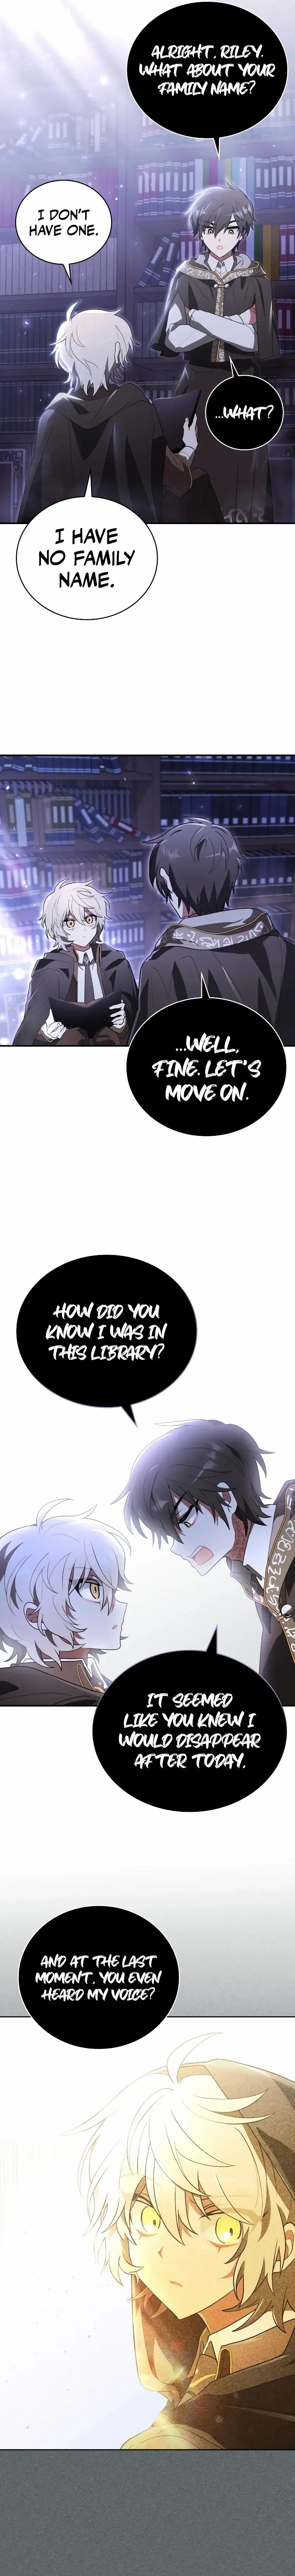 ALRIGHT, RILEY.
WHAT ABOUT YOUR
FAMILY NAME?
I DON'T
HAVE ONE.
...WHAT?
I HAVE
NO FAMILY
NAME.
...WELL,
FINE. LET'S
MOVE ON.
HOW DID YOU
KNOW I WAS IN
THIS LIBRARY?
IT SEEMED
LIKE YOU KNEW I
WOULD DISAPPEAR
AFTER TODAY,
AND AT THE LAST
MOMENT, YOU EVEN
HEARD MY VOICE?